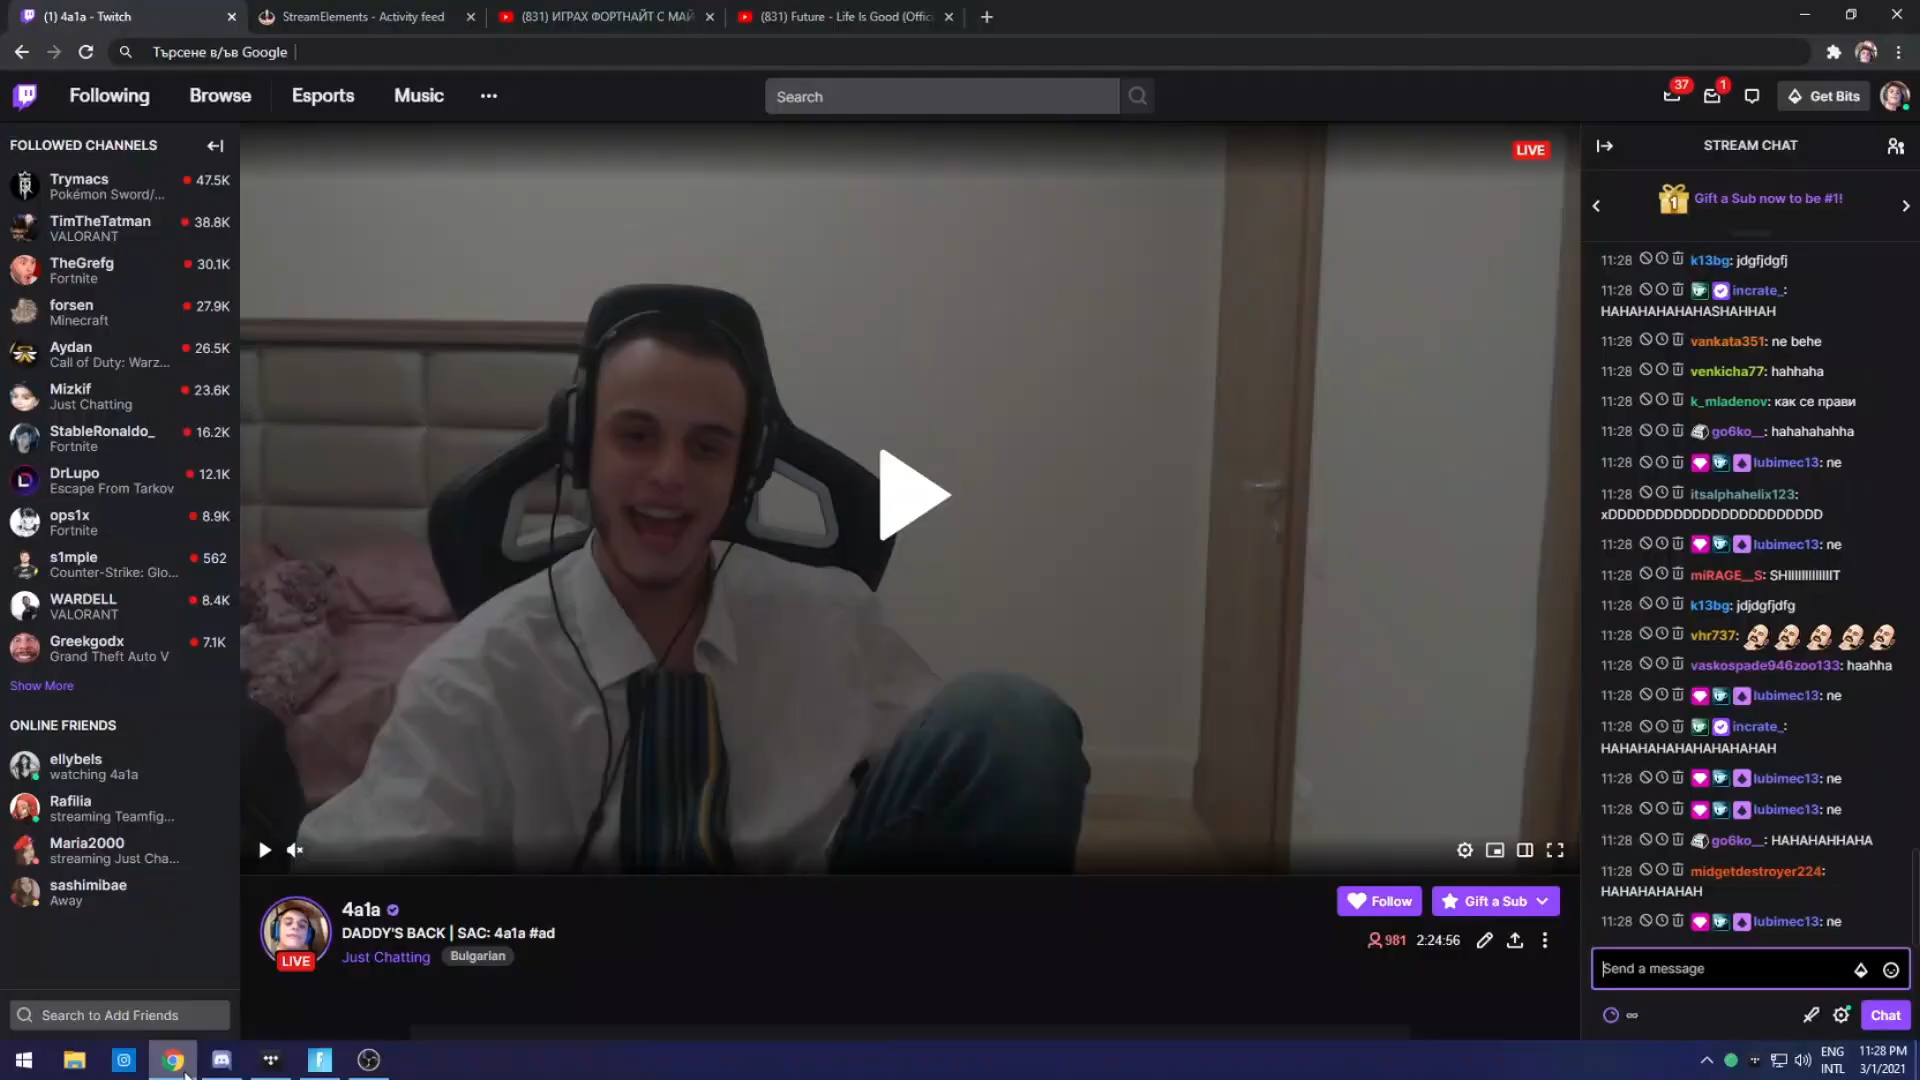 (1) 4a1a - Twitch
StreamElements - Activity feed
(831) ИГРАХ ФОРТНАЙТ С МАЙ
(831) Future - Life Is Good (Offic
Търсене в/ъв Google
Following
Browse
Esports
Music
Search
37
1
Get Bits
FOLLOWED CHANNELS
Trymacs 47.5K
Pokémon Sword/...
TimTheTatman 38.8K
VALORANT
TheGrefg 30.1K
Fortnite
forsen 27.9K
Minecraft
Aydan 26.5K
Call of Duty: Warz...
Mizkif 23.6K
Just Chatting
StableRonaldo_ 16.2K
Fortnite
DrLupo 12.1K
Escape From Tarkov
ops1x 8.9K
Fortnite
s1mple 562
Counter-Strike: Glo...
WARDELL 8.4K
VALORANT
Greekgodx 7.1K
Grand Theft Auto V
Show More
ONLINE FRIENDS
ellybels
watching 4a1a
Rafilia
streaming Teamfig...
Maria2000
streaming Just Cha...
sashimibae
Away
Search to Add Friends
LIVE
4a1a
DADDY'S BACK | SAC: 4a1a #ad
Just Chatting Bulgarian
LIVE
Follow
Gift a Sub
981 2:24:56
STREAM CHAT
1
Gift a Sub now to be #1!
11:28 k13bg: jdgfjdgfj
11:28 incrate_:
HAHAHAHAHAHASHAHHAH
11:28 vankata351: ne behe
11:28 venkicha77: hahhaha
11:28 k_mladenov: как се прави
11:28 go6ko__: hahahahahha
11:28 lubimec13: ne
11:28 itsalphahelix123:
xDDDDDDDDDDDDDDDDDDDDDDD
11:28 lubimec13: ne
11:28 miRAGE__S: SHIIIIIIIIIIIIIT
11:28 k13bg: jdjdgfjdfg
11:28 vhr737:
11:28 vaskospade946zoo133: haahha
11:28 lubimec13: ne
11:28 incrate_:
HAHAHAHAHAHAHAHAHAH
11:28 lubimec13: ne
11:28 lubimec13: ne
11:28 go6ko__: HAHAHAHHAHA
11:28 midgetdestroyer224:
HAHAHAHAHAH
11:28 lubimec13: ne
Send a message
Chat
ENG
INTL
11:28 PM
3/1/2021